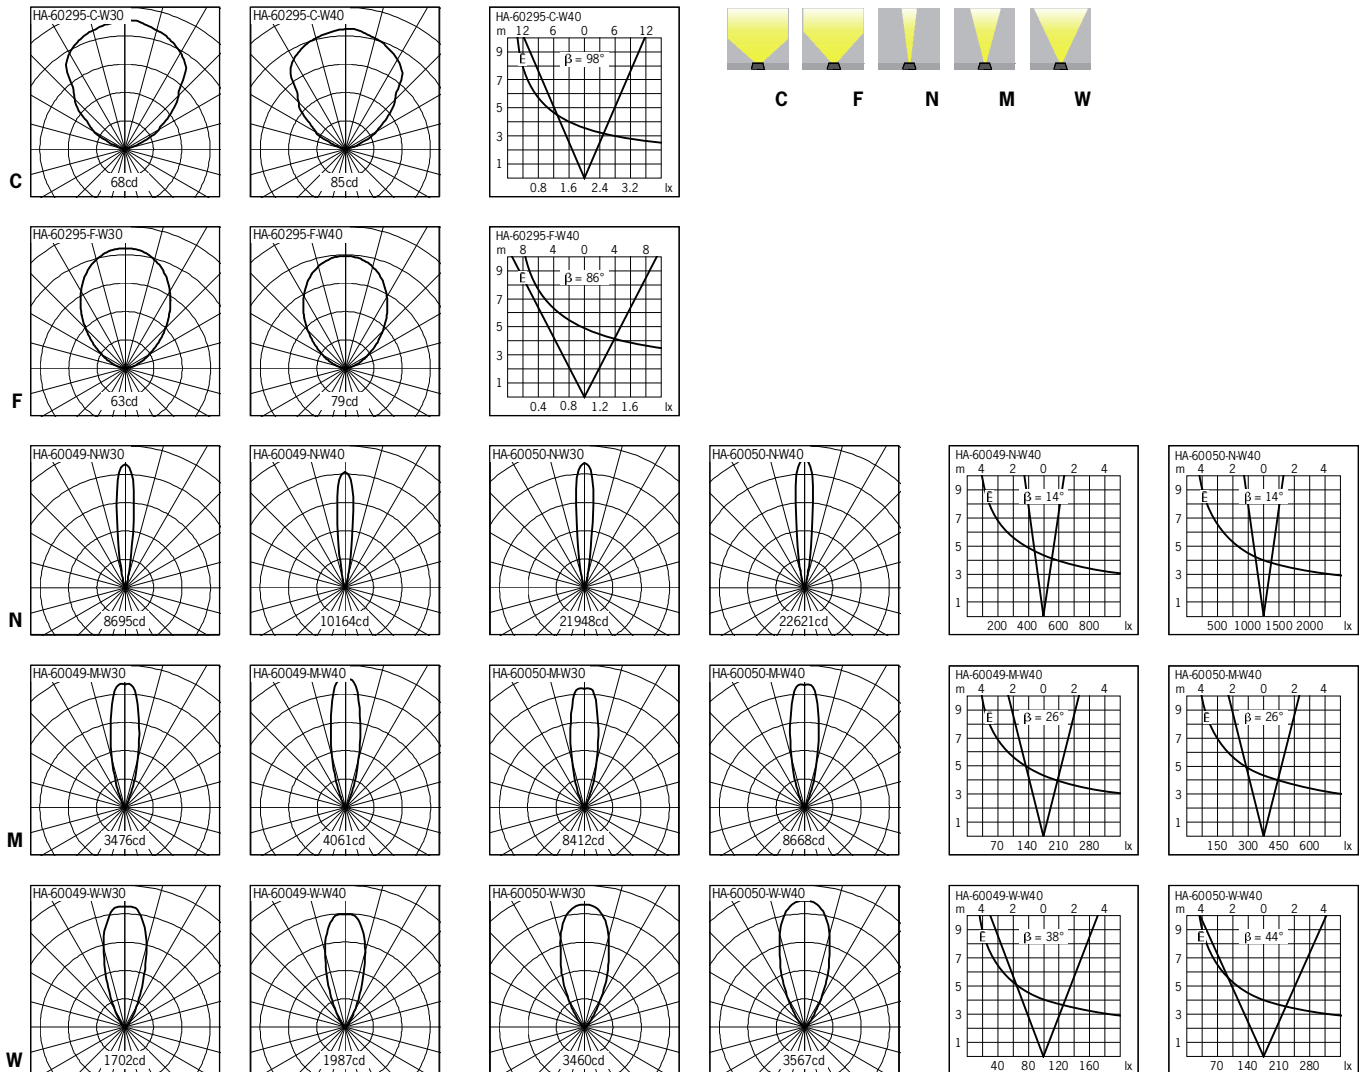 HA-60295-C-W30
HA-60295-C-W40
HA-60295-C-W40
m 12 6 0 6 12
9
E
β = 98°
7
5
3
1
0.8 1.6 2.4 3.2 lx
68cd
85cd
C
C F N M W
HA-60295-F-W30
HA-60295-F-W40
HA-60295-F-W40
m 8 4 0 4 8
9
E
β = 86°
7
5
3
1
0.4 0.8 1.2 1.6 lx
63cd
79cd
F
HA-60049-N-W30
HA-60049-N-W40
HA-60050-N-W30
HA-60050-N-W40
HA-60049-N-W40
m 4 2 0 2 4
9
E
β = 14°
7
5
3
1
200 400 600 800 lx
HA-60050-N-W40
m 4 2 0 2 4
9
E
β = 14°
7
5
3
1
500 1000 1500 2000 lx
8695cd
10164cd
21948cd
22621cd
N
HA-60049-M-W30
HA-60049-M-W40
HA-60050-M-W30
HA-60050-M-W40
HA-60049-M-W40
m 4 2 0 2 4
9
E
β = 26°
7
5
3
1
70 140 210 280 lx
HA-60050-M-W40
m 4 2 0 2 4
9
E
β = 26°
7
5
3
1
150 300 450 600 lx
3476cd
4061cd
8412cd
8668cd
M
HA-60049-W-W30
HA-60049-W-W40
HA-60050-W-W30
HA-60050-W-W40
HA-60049-W-W40
m 4 2 0 2 4
9
E
β = 38°
7
5
3
1
40 80 120 160 lx
HA-60050-W-W40
m 4 2 0 2 4
9
E
β = 44°
7
5
3
1
70 140 210 280 lx
1702cd
1987cd
3460cd
3567cd
W